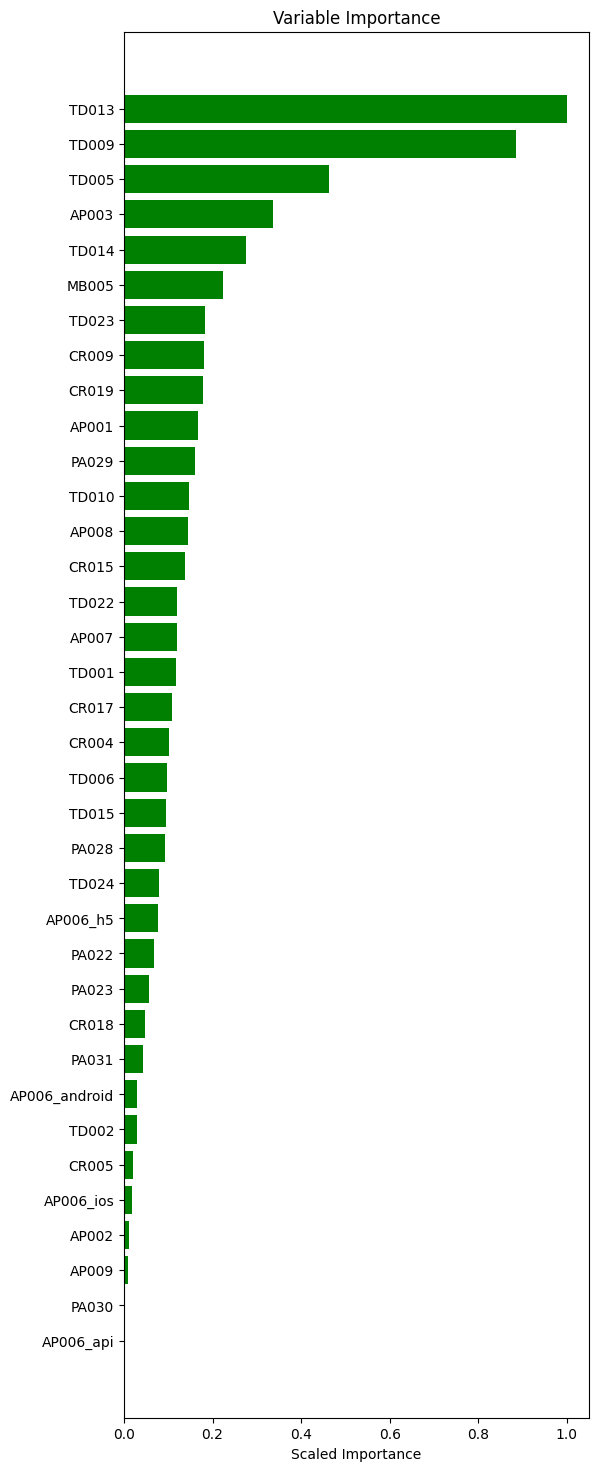 Variable Importance
TD013
TD009
TD005
AP003
TD014
MB005
TD023
CR009
CR019
AP001
PA029
TD010
AP008
CR015
TD022
AP007
TD001
CR017
CR004
TD006
TD015
PA028
TD024
AP006_h5
PA022
PA023
CR018
PA031
AP006_android
TD002
CR005
AP006_ios
AP002
AP009
PA030
AP006_api
0.0 0.2 0.4 0.6 0.8 1.0
Scaled Importance